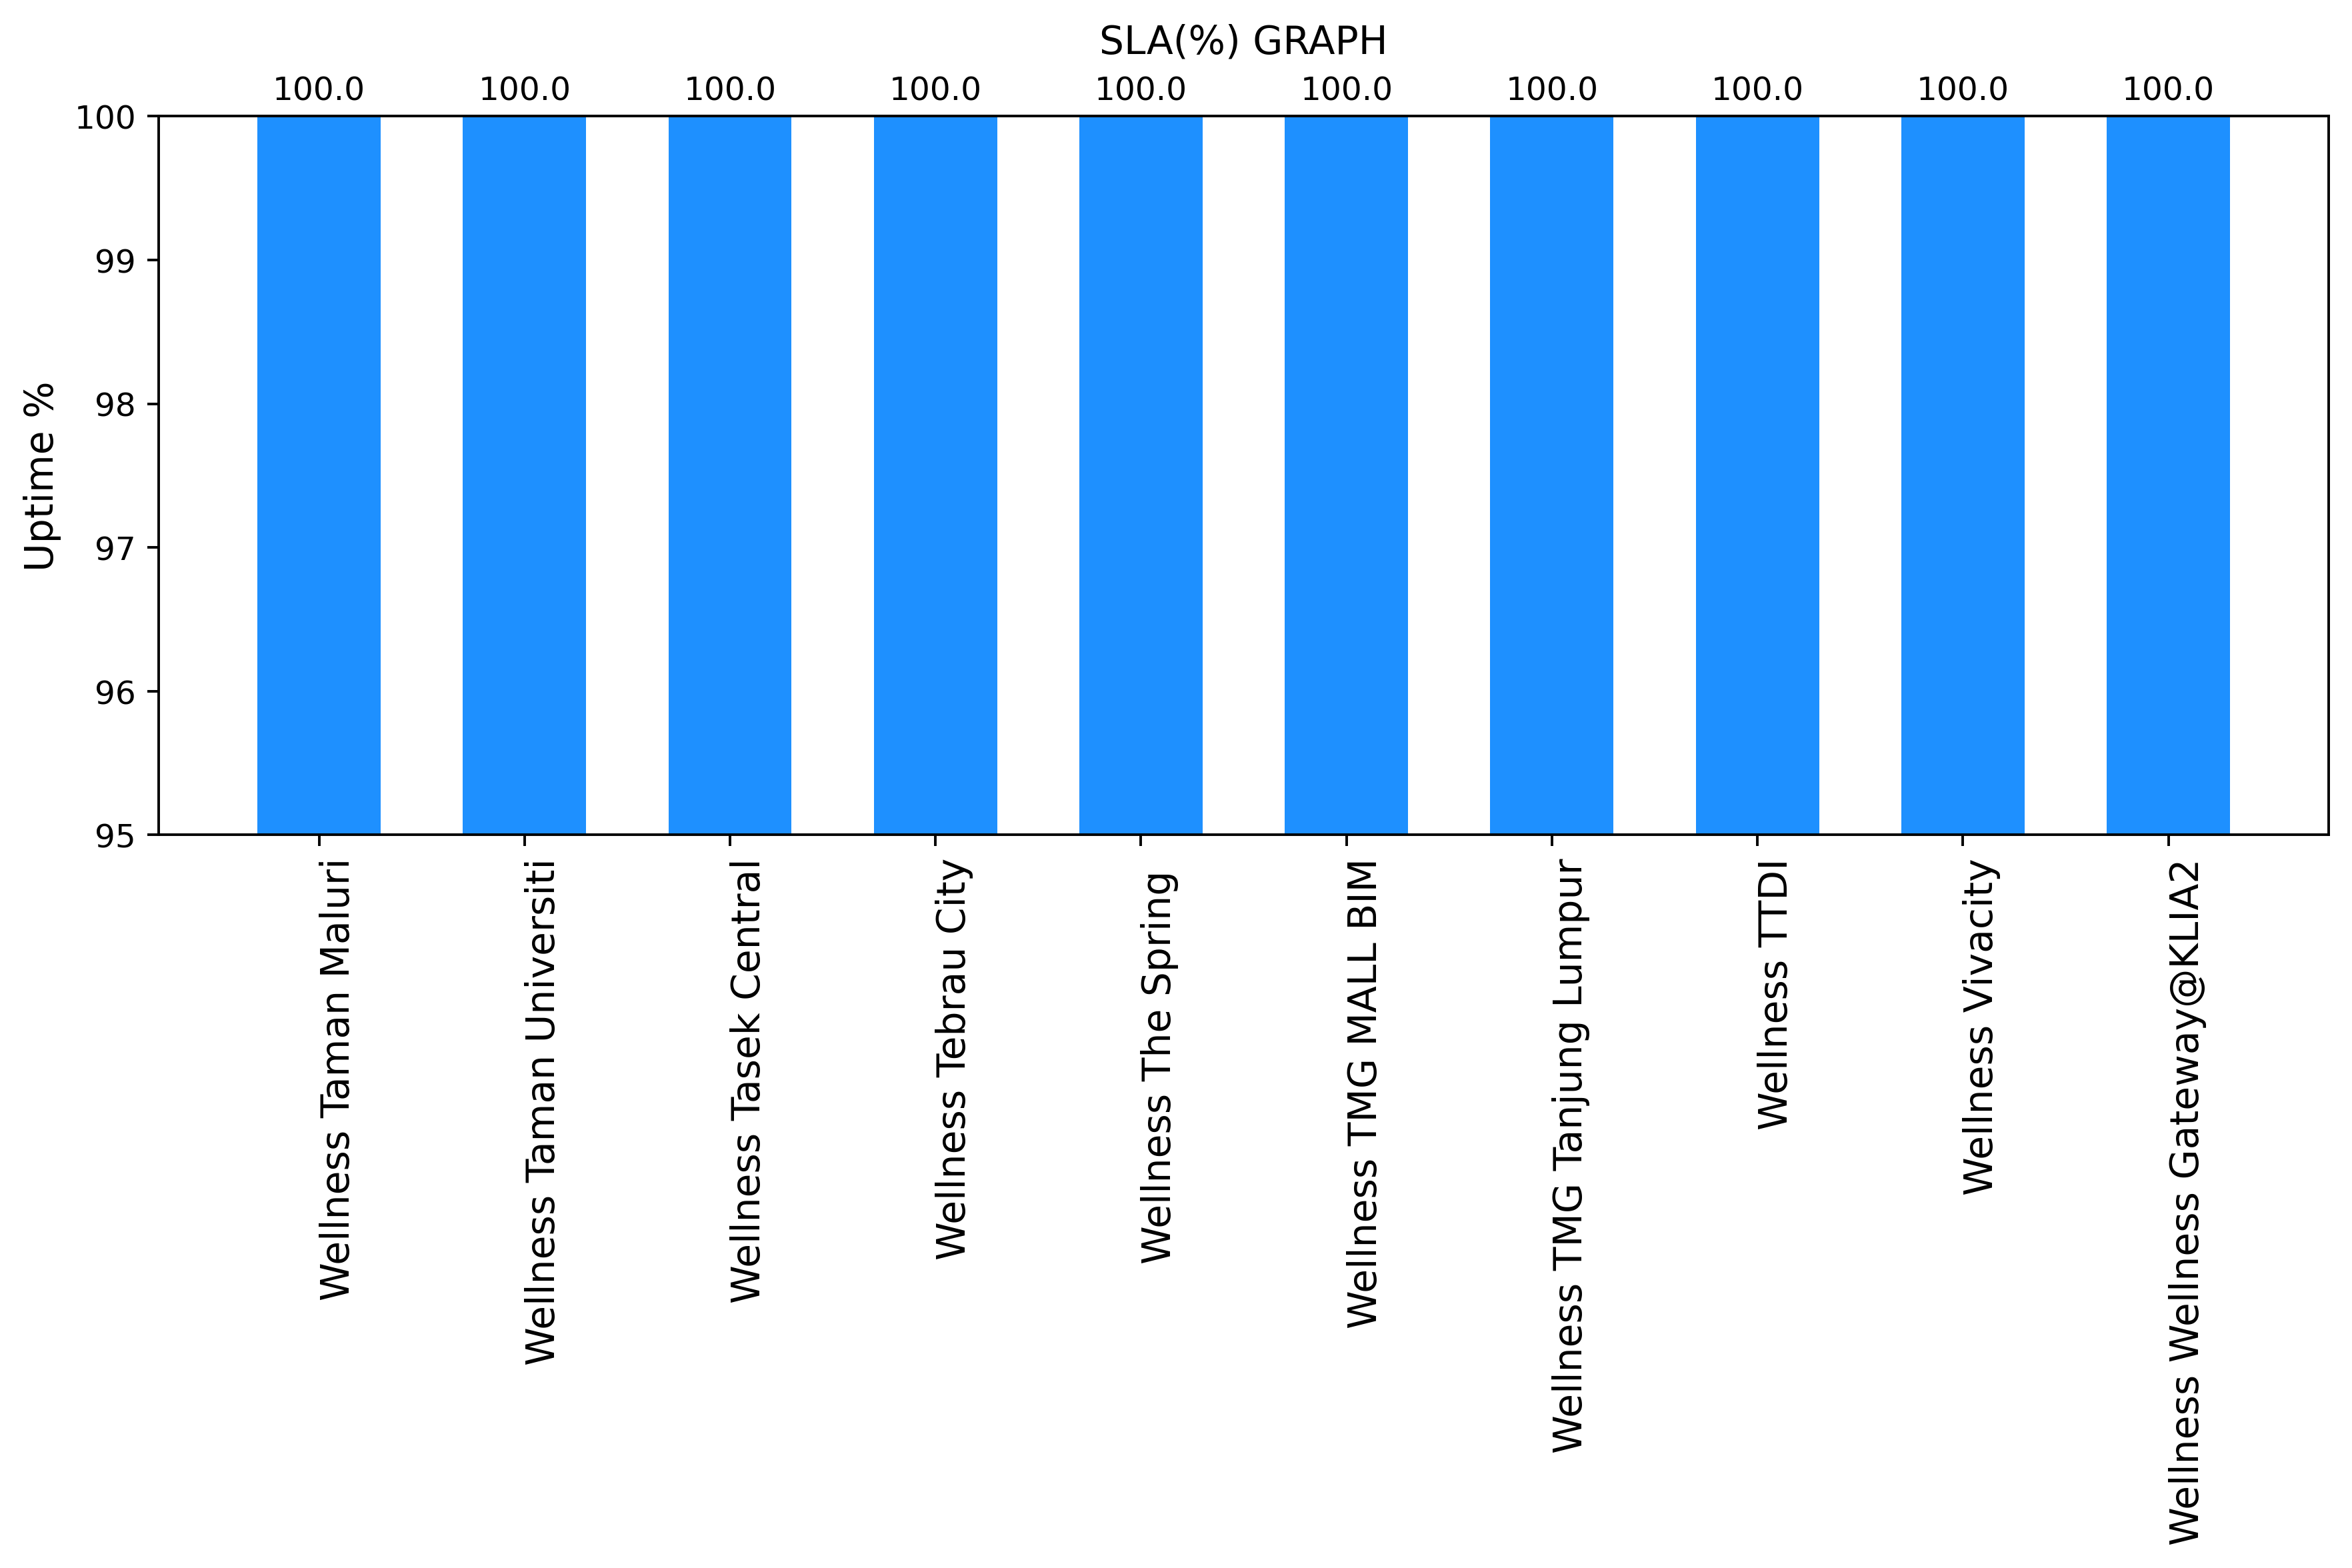 SLA(%) GRAPH
100.0 100.0 100.0 100.0 100.0 100.0 100.0 100.0 100.0 100.0
100
99
98
97
96
95
Uptime %
Wellness Taman Maluri
Wellness Taman Universiti
Wellness Tasek Central
Wellness Tebrau City
Wellness The Spring
Wellness TMG MALL BIM
Wellness TMG Tanjung Lumpur
Wellness TTDI
Wellness Vivacity
Wellness Wellness Gateway@KLIA2